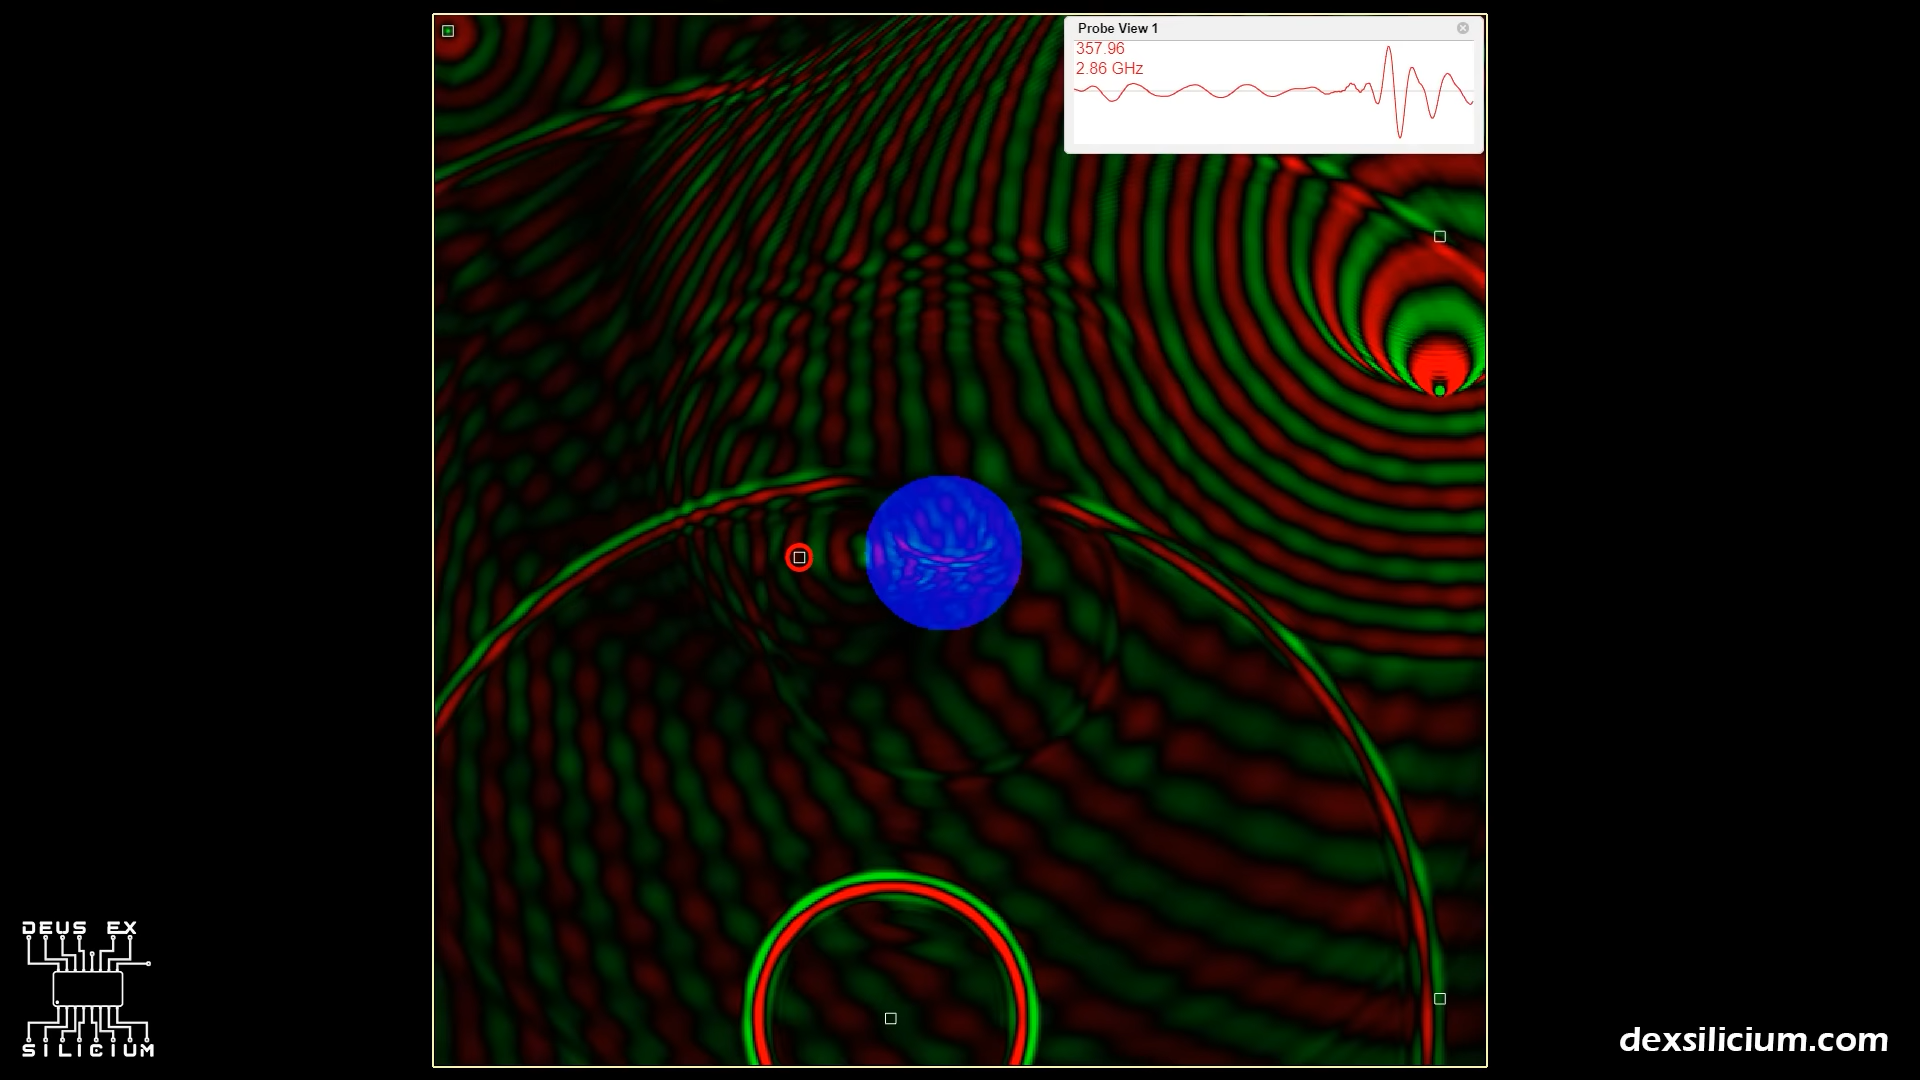 Probe View 1
357.96
2.86 GHz
DEUS EX
SILICIUM
dexsilicium.com